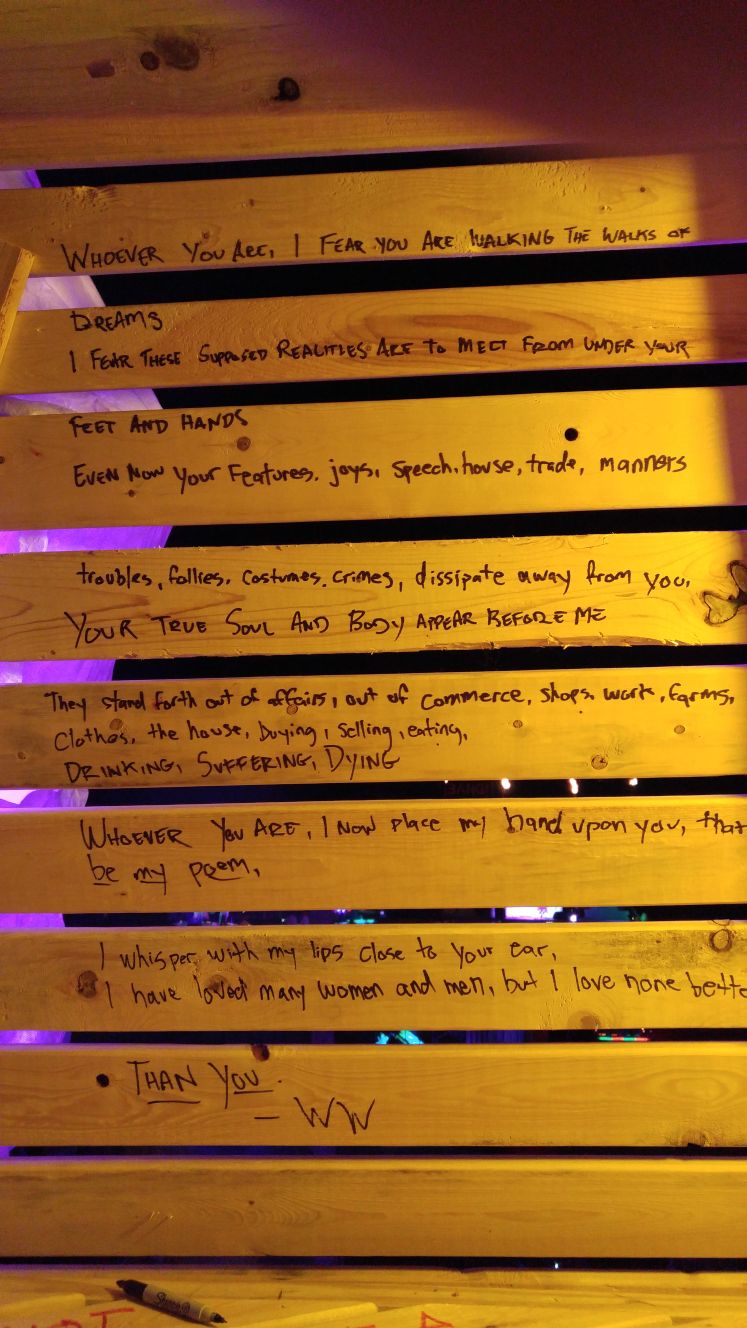 WHOEVER YOU ARE, I FEAR YOU ARE WALKING THE WALKS OF
DREAMS
I FEAR THESE SUPPOSED REALITIES ARE TO MELT FROM UNDER YOUR
FEET AND HANDS
EVEN NOW your Features, joys, speech, house, trade, manners
troubles, follies, costumes, crimes, dissipate away from you,
YOUR TRUE SOUL AND BODY APPEAR BEFORE ME
They stand forth out of affairs, out of commerce, shops, work, farms,
Clothes, the house, buying, selling, eating,
DRINKING, SUFFERING, DYING
WHOEVER YOU ARE, I NOW place my hand upon you, that
be my poem,
I whisper with my lips close to your ear,
I have loved many women and men, but I love none bette
THAN YOU.
— WW
Sharpie